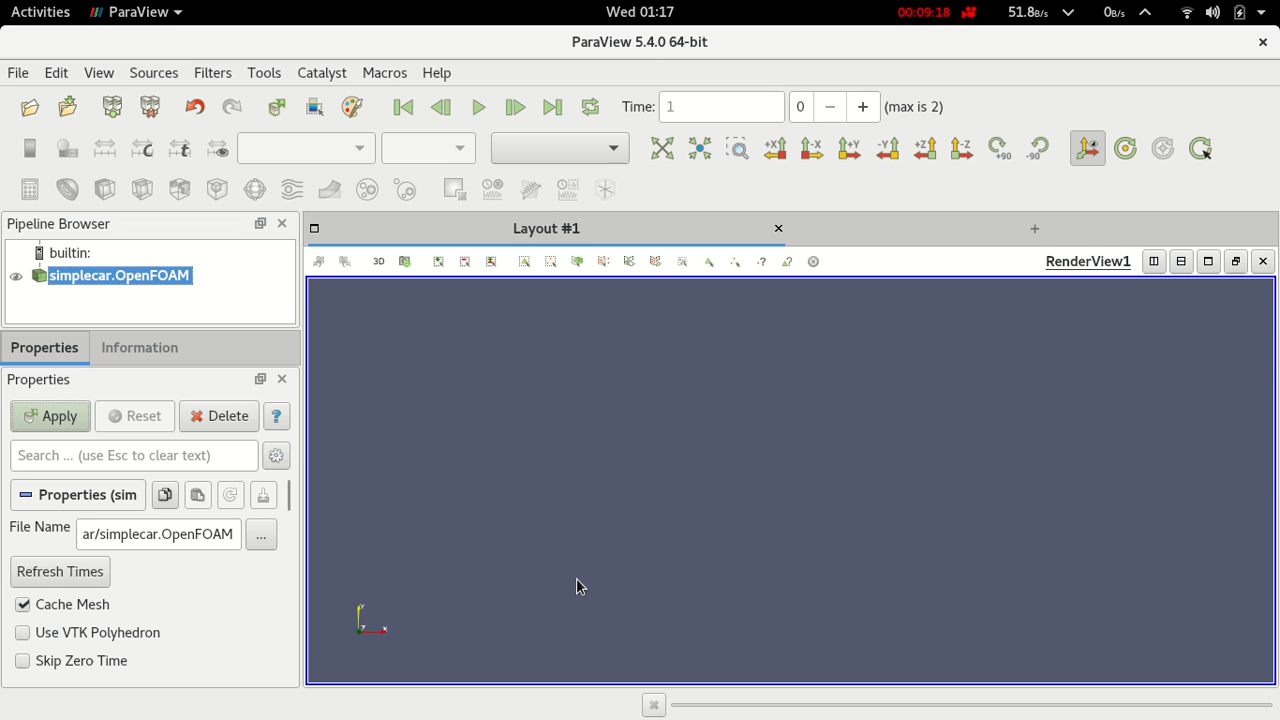 Activities ParaView Wed 01:17 00:09:18 51.8B/s 0B/s
ParaView 5.4.0 64-bit
File Edit View Sources Filters Tools Catalyst Macros Help
Time: 1 0 (max is 2)
+X -X +Y -Y +Z -Z +90 -90
Pipeline Browser
builtin:
simplecar.OpenFOAM
Layout #1
3D RenderView1
Properties Information
Properties
Apply Reset Delete ?
Search ... (use Esc to clear text)
Properties (sim
File Name ar/simplecar.OpenFOAM ...
Refresh Times
Cache Mesh
Use VTK Polyhedron
Skip Zero Time
Y
Z X